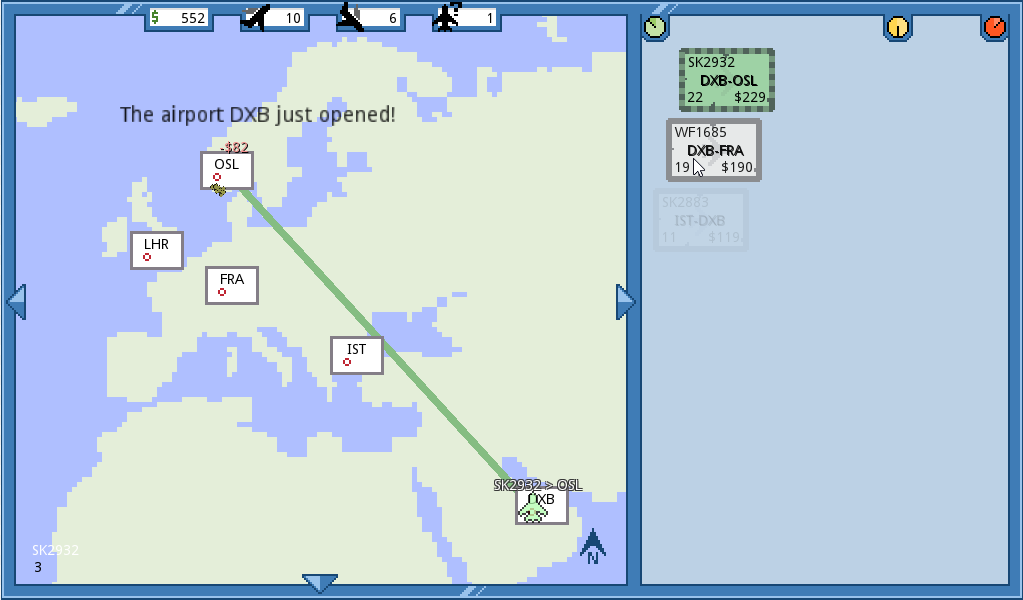 $ 552
10
6
1
The airport DXB just opened!
-$82
OSL
LHR
FRA
IST
SK2932 > OSL
DXB
SK2932
3
N
SK2932
DXB-OSL
22 $229
WF1685
DXB-FRA
19 $190
SK2883
IST-DXB
11 $119